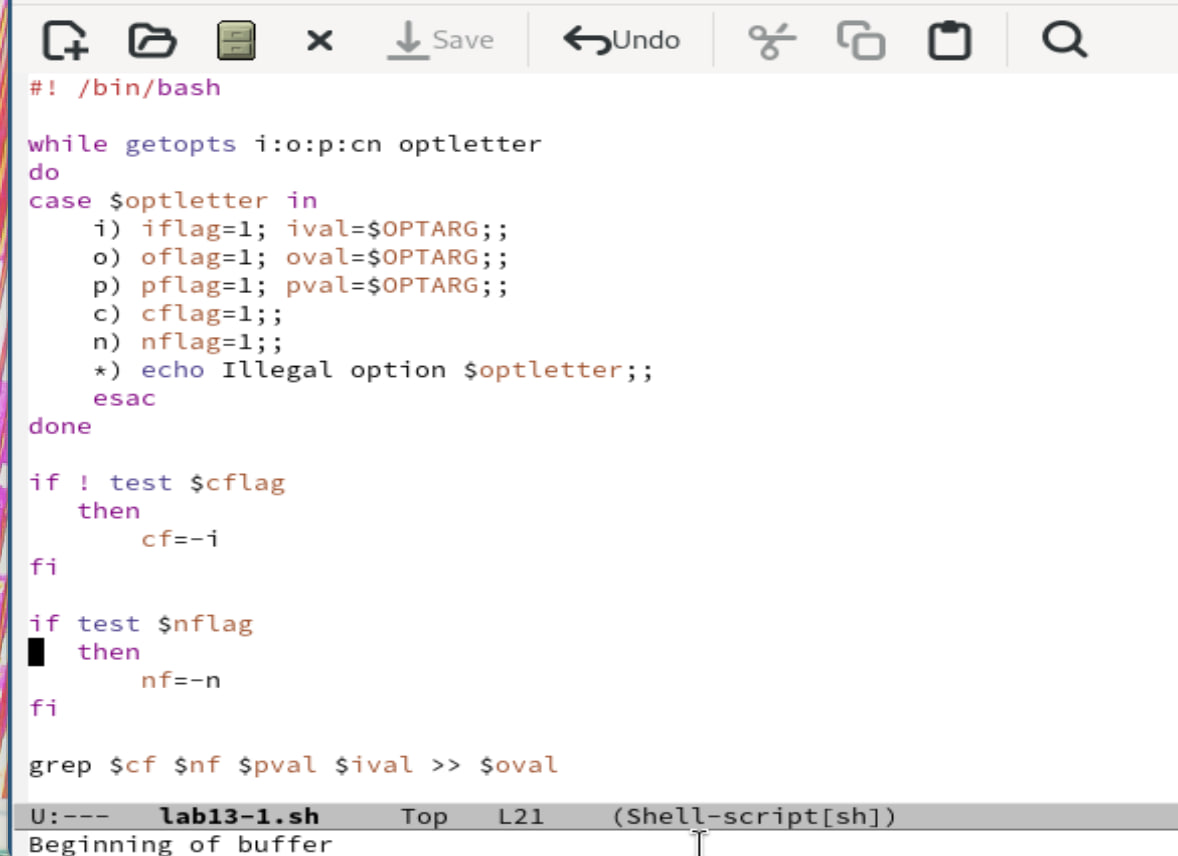 Save Undo
#! /bin/bash
while getopts i:o:p:cn optletter
do
case $optletter in
i) iflag=1; ival=$OPTARG;;
o) oflag=1; oval=$OPTARG;;
p) pflag=1; pval=$OPTARG;;
c) cflag=1;;
n) nflag=1;;
*) echo Illegal option $optletter;;
esac
done
if ! test $cflag
then
cf=-i
fi
if test $nflag
then
nf=-n
fi
grep $cf $nf $pval $ival >> $oval
U:--- lab13-1.sh Top L21 (Shell-script[sh])
Beginning of buffer